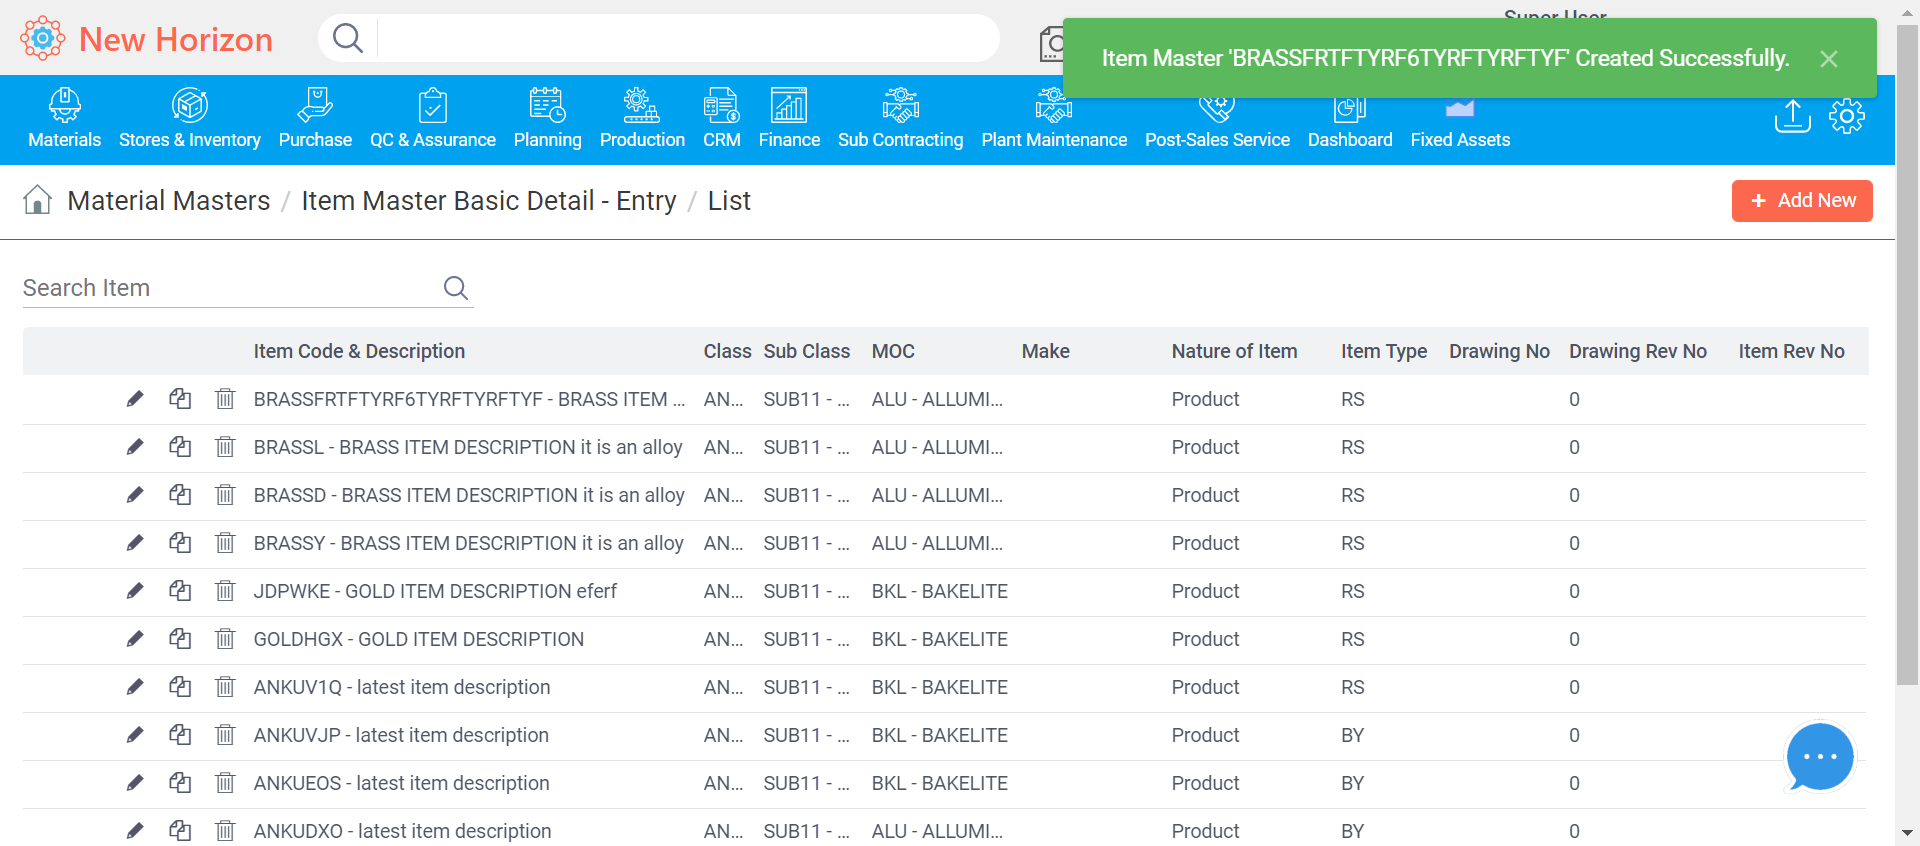 New Horizon
Super User
Item Master 'BRASSFRTFTYRF6TYRFTYRFTYF' Created Successfully.
Materials Stores & Inventory Purchase QC & Assurance Planning Production CRM Finance Sub Contracting Plant Maintenance Post-Sales Service Dashboard Fixed Assets
Material Masters / Item Master Basic Detail - Entry / List
+ Add New
Search Item
Item Code & Description Class Sub Class MOC Make Nature of Item Item Type Drawing No Drawing Rev No Item Rev No
BRASSFRTFTYRF6TYRFTYRFTYF - BRASS ITEM ... AN... SUB11 - ... ALU - ALLUMI... Product RS 0
BRASSL - BRASS ITEM DESCRIPTION it is an alloy AN... SUB11 - ... ALU - ALLUMI... Product RS 0
BRASSD - BRASS ITEM DESCRIPTION it is an alloy AN... SUB11 - ... ALU - ALLUMI... Product RS 0
BRASSY - BRASS ITEM DESCRIPTION it is an alloy AN... SUB11 - ... ALU - ALLUMI... Product RS 0
JDPWKE - GOLD ITEM DESCRIPTION eferf AN... SUB11 - ... BKL - BAKELITE Product RS 0
GOLDHGX - GOLD ITEM DESCRIPTION AN... SUB11 - ... BKL - BAKELITE Product RS 0
ANKUV1Q - latest item description AN... SUB11 - ... BKL - BAKELITE Product RS 0
ANKUVJP - latest item description AN... SUB11 - ... BKL - BAKELITE Product BY 0
ANKUEOS - latest item description AN... SUB11 - ... BKL - BAKELITE Product BY 0
ANKUDXO - latest item description AN... SUB11 - ... ALU - ALLUMI... Product BY 0